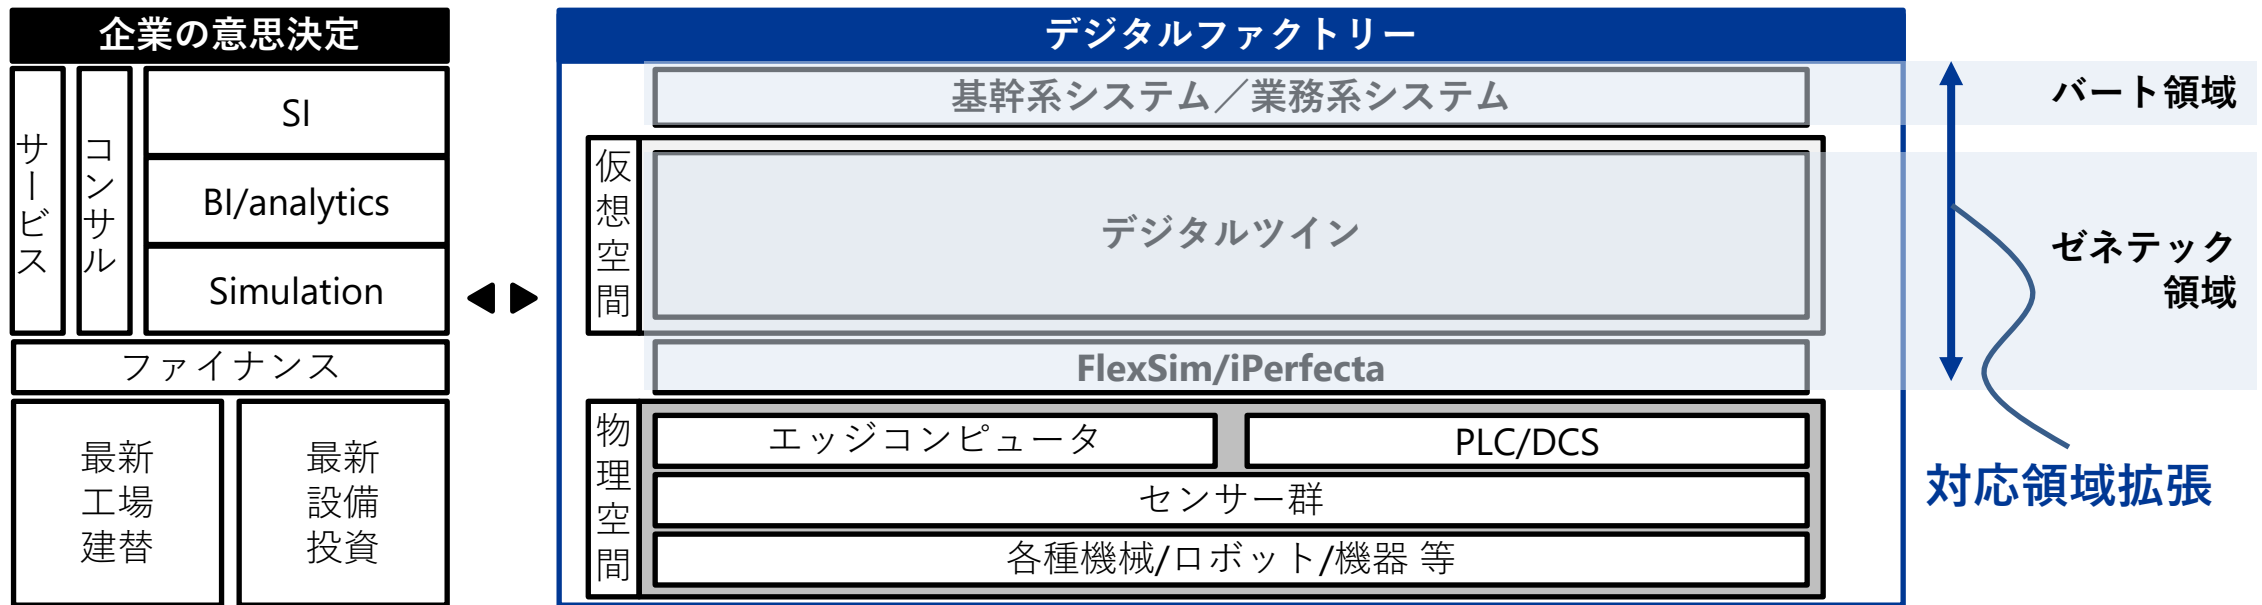 企業の意思決定
サービス
コンサル
SI
BI/analytics
Simulation
ファイナンス
最新
工場
建替
最新
設備
投資
デジタルファクトリー
基幹系システム／業務系システム
仮想空間
デジタルツイン
FlexSim/iPerfecta
物理空間
エッジコンピュータ
PLC/DCS
センサー群
各種機械/ロボット/機器 等
バート領域
ゼネテック
領域
対応領域拡張